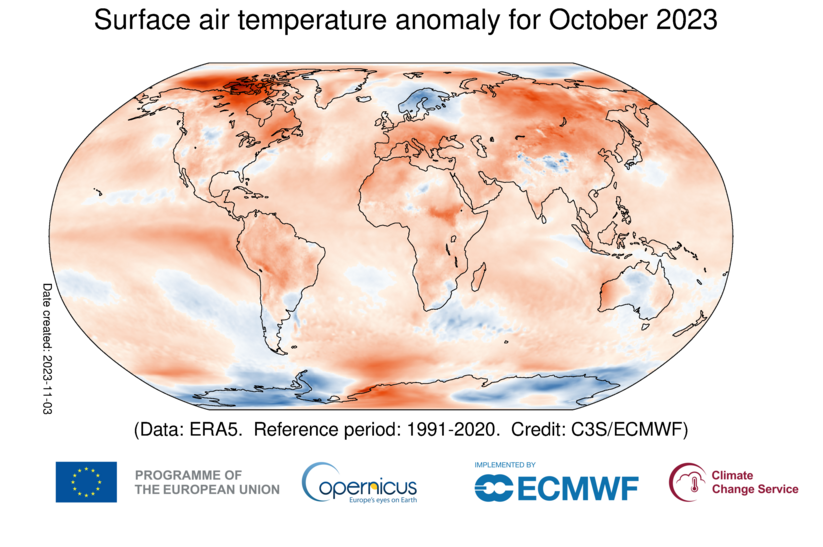 Surface air temperature anomaly for October 2023
Date created: 2023-11-03
(Data: ERA5.  Reference period: 1991-2020.  Credit: C3S/ECMWF)
PROGRAMME OF
THE EUROPEAN UNION
opernicus
Europe's eyes on Earth
IMPLEMENTED BY
ECMWF
Climate
Change Service